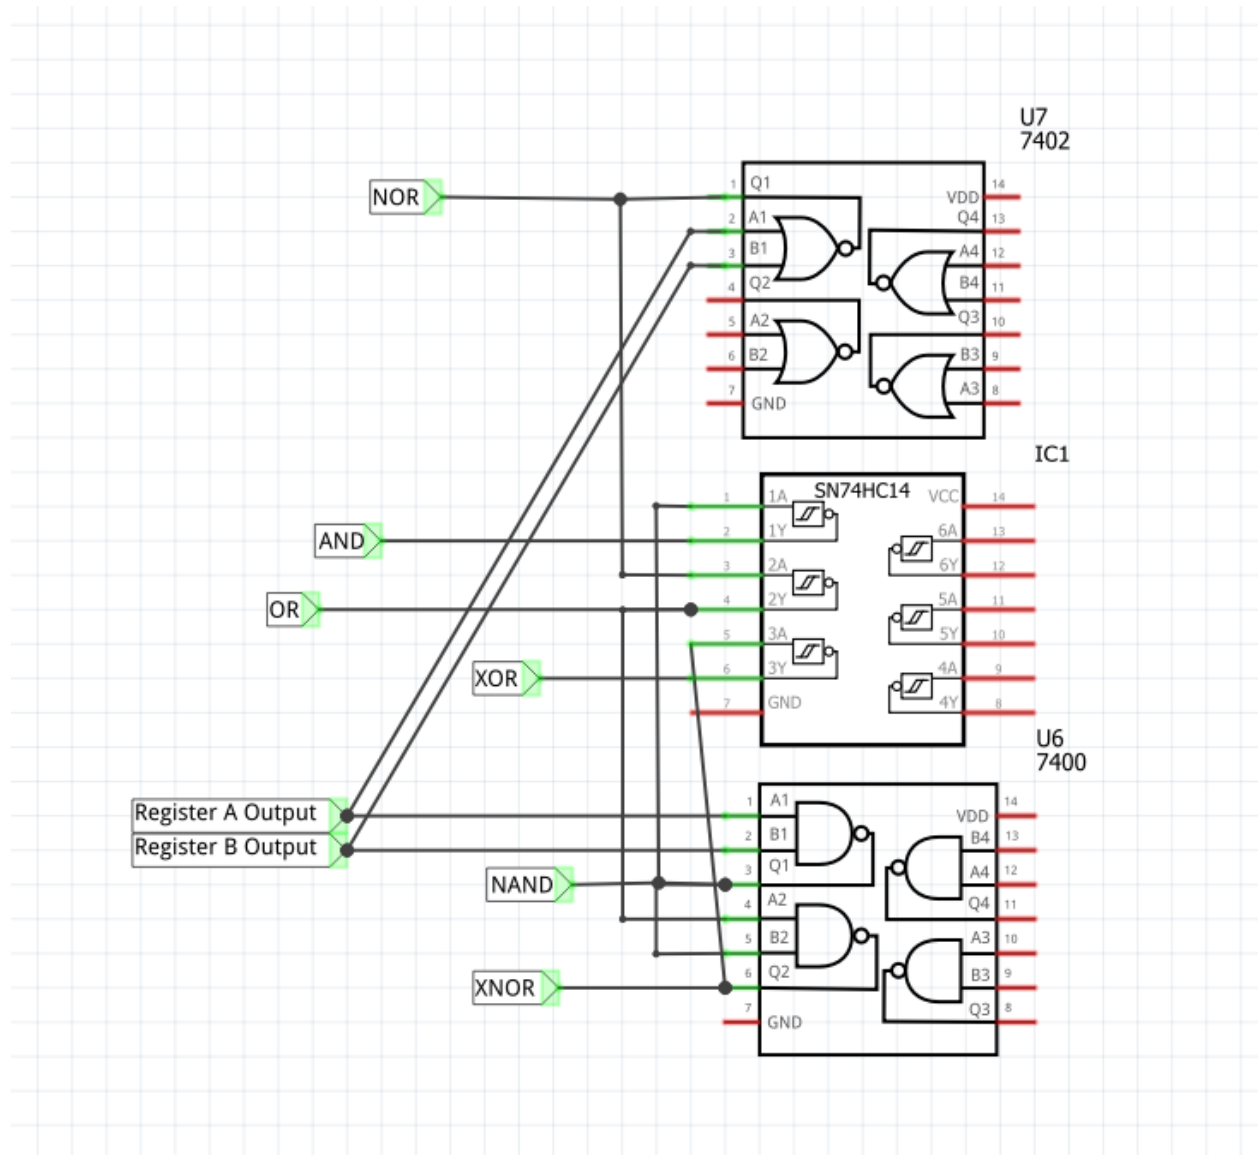 U7
7402
NOR
1 Q1
14
VDD
2 A1
Q4 13
3 B1
A4 12
4 Q2
B4 11
5 A2
Q3 10
6 B2
B3 9
7 GND
A3 8
IC1
SN74HC14
1 1A
VCC 14
AND
2 1Y
6A 13
3 2A
6Y 12
OR
4 2Y
5A 11
5 3A
5Y 10
XOR
6 3Y
4A 9
7 GND
4Y 8
U6
7400
Register A Output
1 A1
VDD 14
Register B Output
2 B1
B4 13
NAND
3 Q1
A4 12
4 A2
Q4 11
5 B2
A3 10
XNOR
6 Q2
B3 9
7 GND
Q3 8